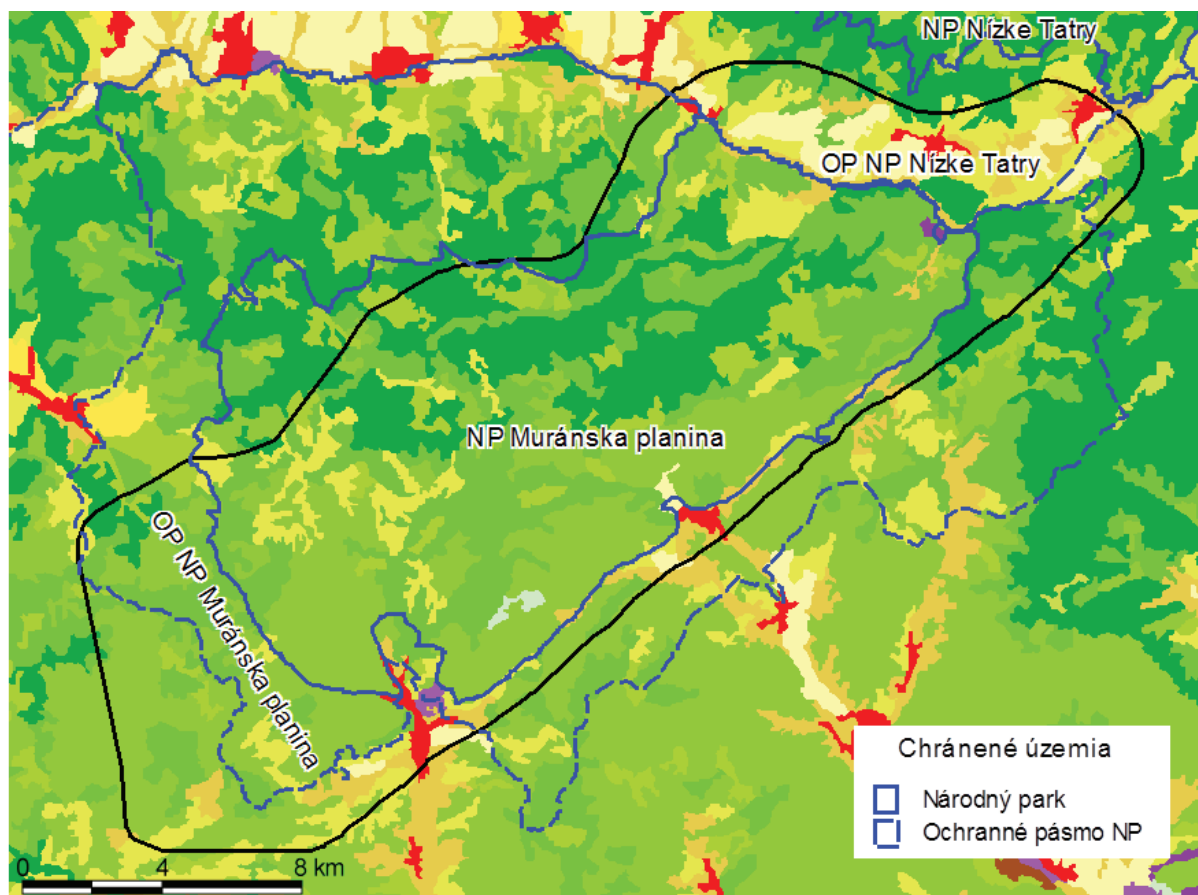 NP Nízke Tatry
OP NP Nízke Tatry
NP Muránska planina
OP NP Muránska planina
Chránené územia
Národný park
Ochranné pásmo NP
0 4 8 km